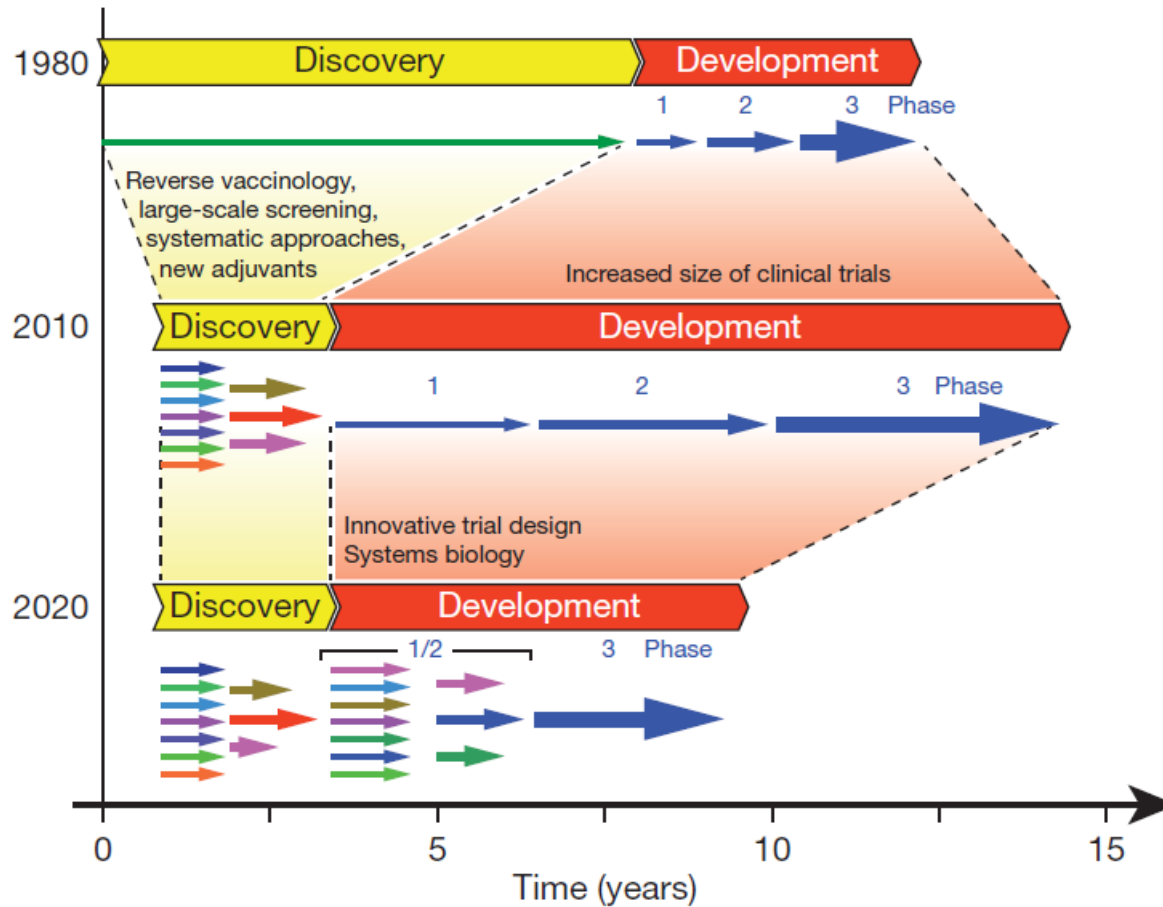 1980
Discovery
Development
1 2 3 Phase
Reverse vaccinology,
large-scale screening,
systematic approaches,
new adjuvants
Increased size of clinical trials
2010
Discovery
Development
1 2 3 Phase
Innovative trial design
Systems biology
2020
Discovery
Development
1/2 3 Phase
0 5 10 15
Time (years)